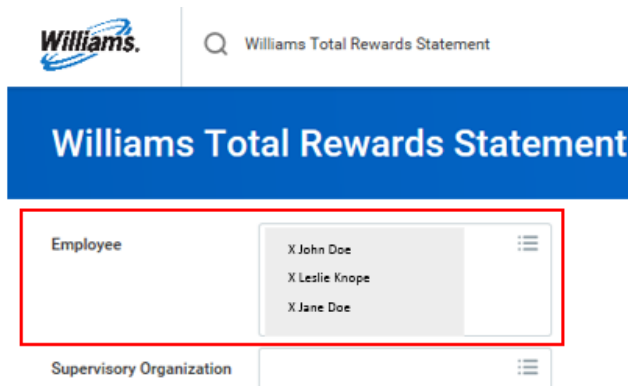 Williams.
Williams Total Rewards Statement
Williams Total Rewards Statement
Employee
X John Doe
X Leslie Knope
X Jane Doe
Supervisory Organization